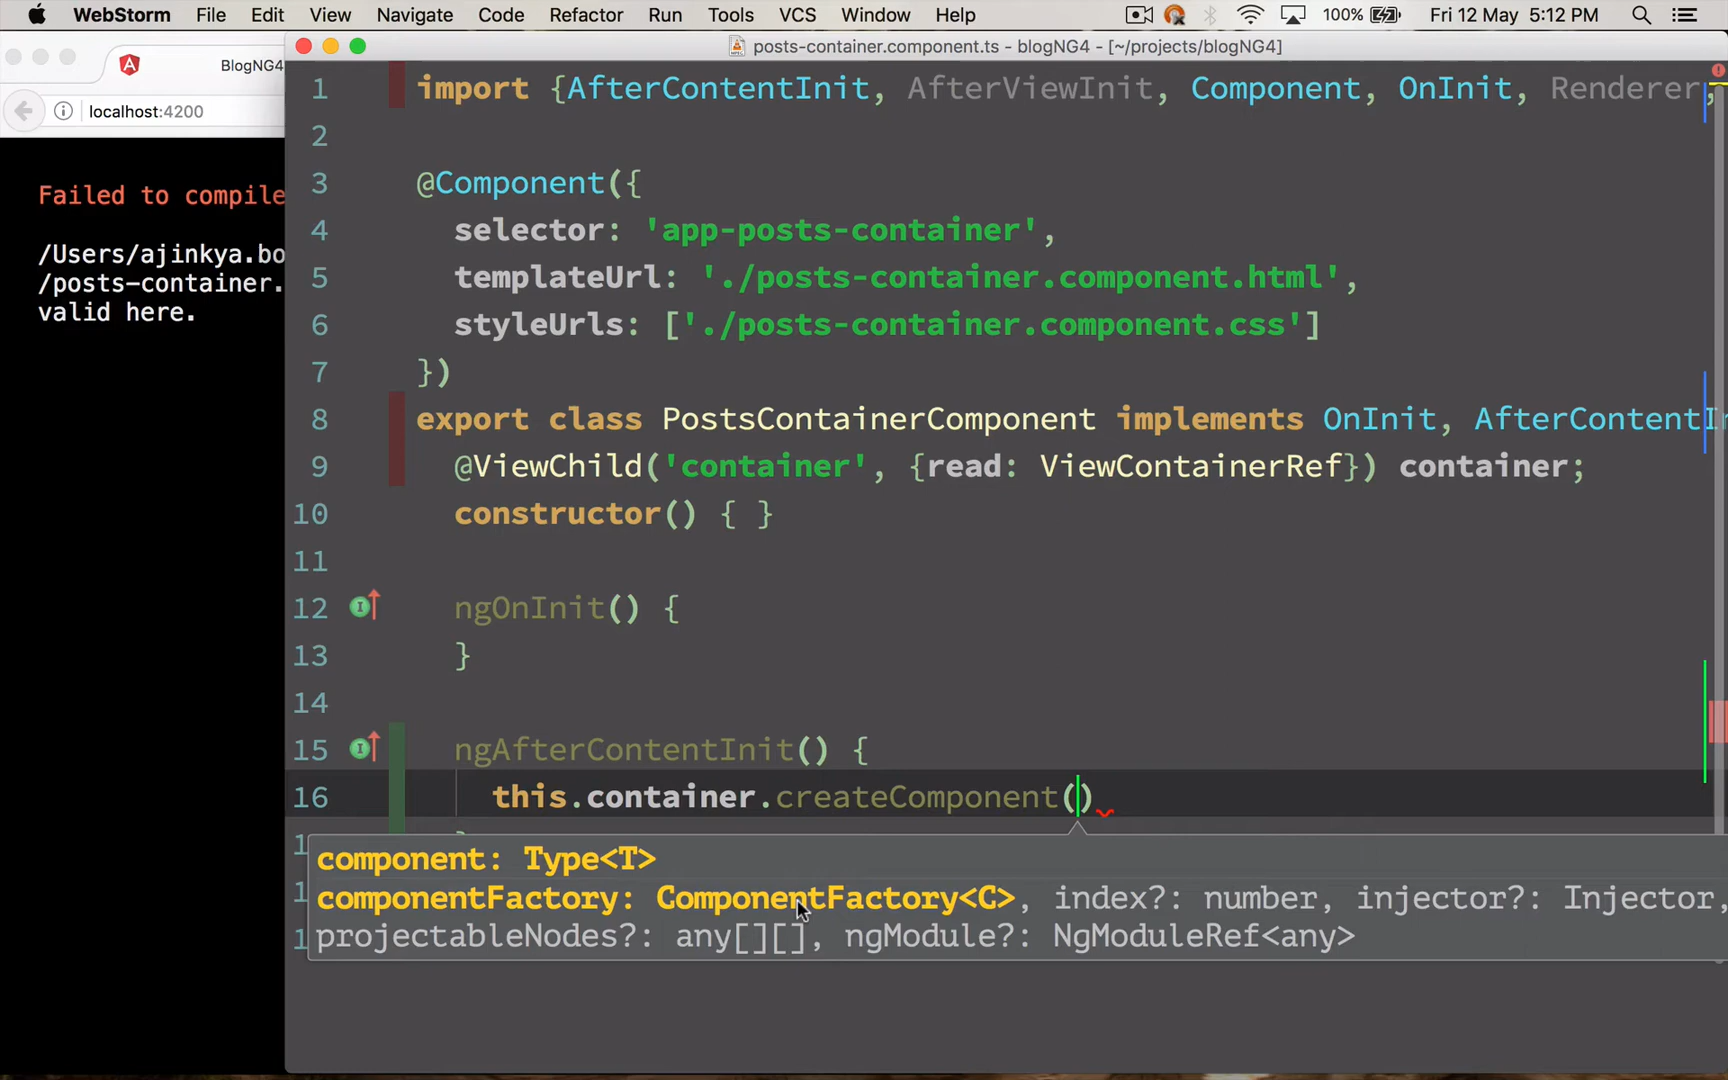 WebStorm File Edit View Navigate Code Refactor Run Tools VCS Window Help 100% Fri 12 May 5:12 PM
BlogNG4
localhost:4200
Failed to compile
/Users/ajinkya.bo
/posts-container.
valid here.
posts-container.component.ts - blogNG4 - [~/projects/blogNG4]
1 import {AfterContentInit, AfterViewInit, Component, OnInit, Renderer,
2
3 @Component({
4 selector: 'app-posts-container',
5 templateUrl: './posts-container.component.html',
6 styleUrls: ['./posts-container.component.css']
7 })
8 export class PostsContainerComponent implements OnInit, AfterContentIn
9 @ViewChild('container', {read: ViewContainerRef}) container;
10 constructor() { }
11
12 ngOnInit() {
13 }
14
15 ngAfterContentInit() {
16 this.container.createComponent()
component: Type<T>
componentFactory: ComponentFactory<C>, index?: number, injector?: Injector,
projectableNodes?: any[][], ngModule?: NgModuleRef<any>